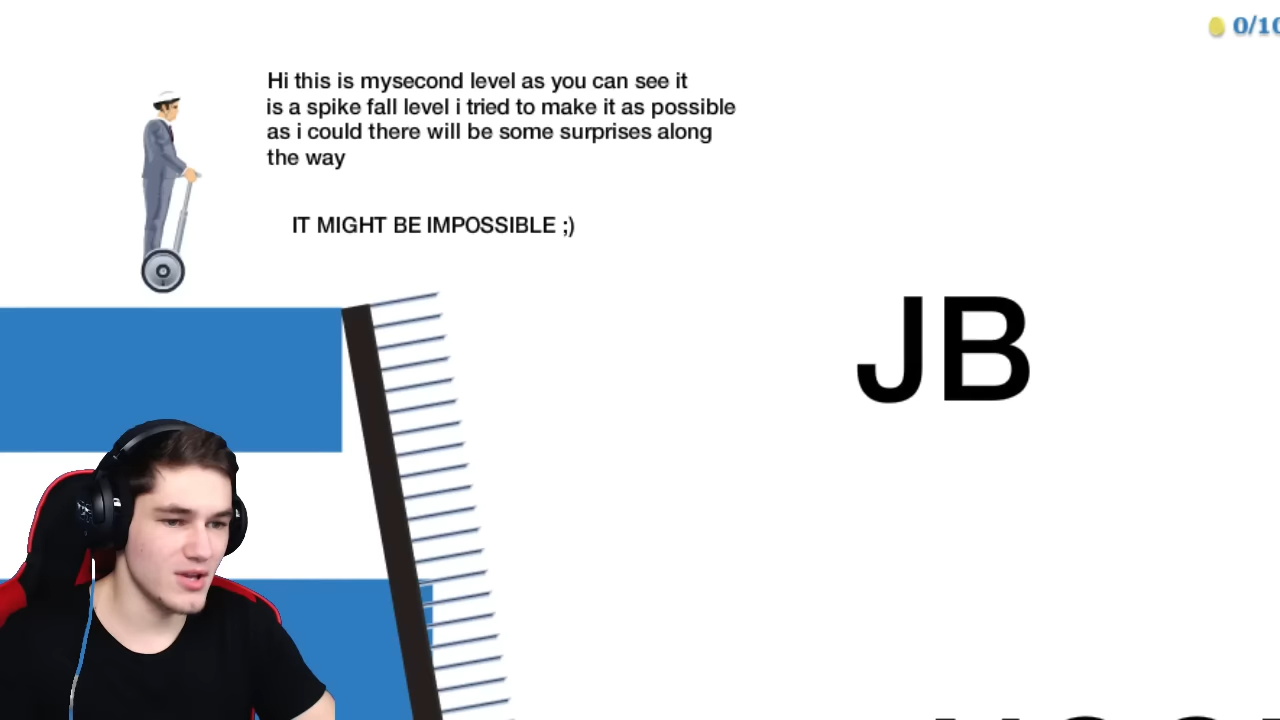 0/10
Hi this is mysecond level as you can see it
is a spike fall level i tried to make it as possible
as i could there will be some surprises along
the way
IT MIGHT BE IMPOSSIBLE ;)
JB